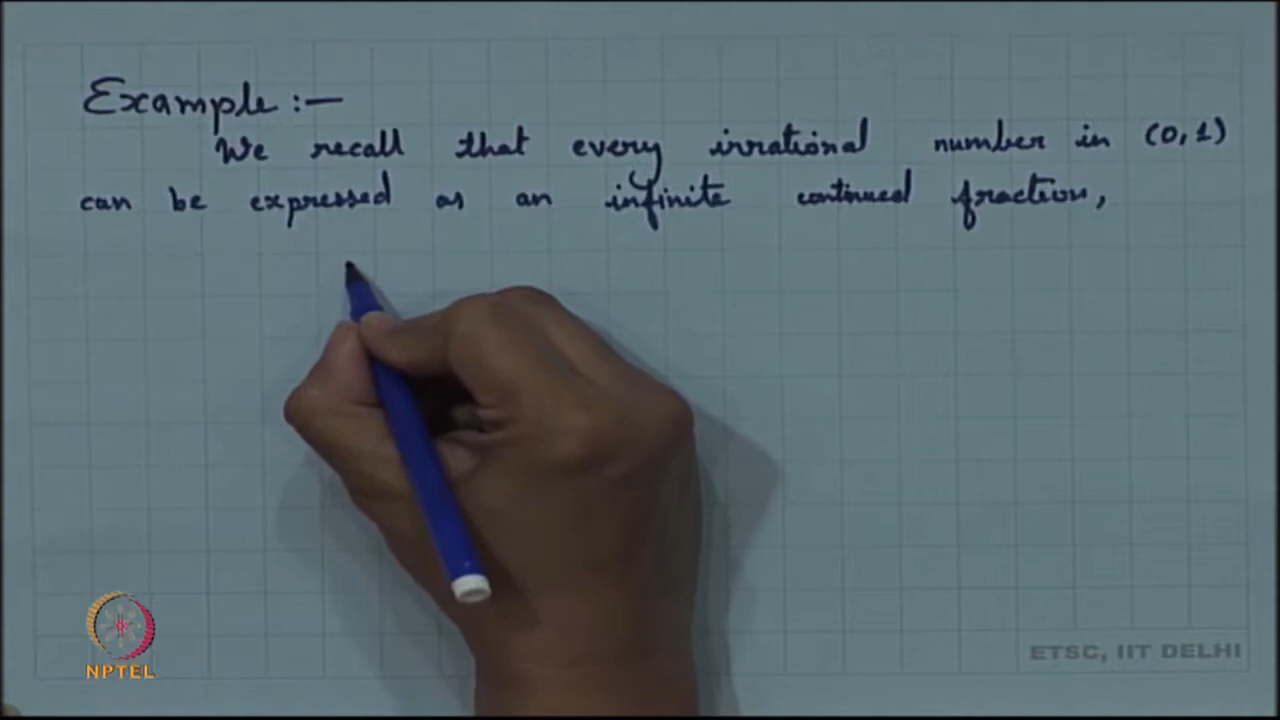 Example :—
We recall that every irrational number in (0,1)
can be expressed as an infinite continued fraction,
NPTEL
ETSC, IIT DELHI